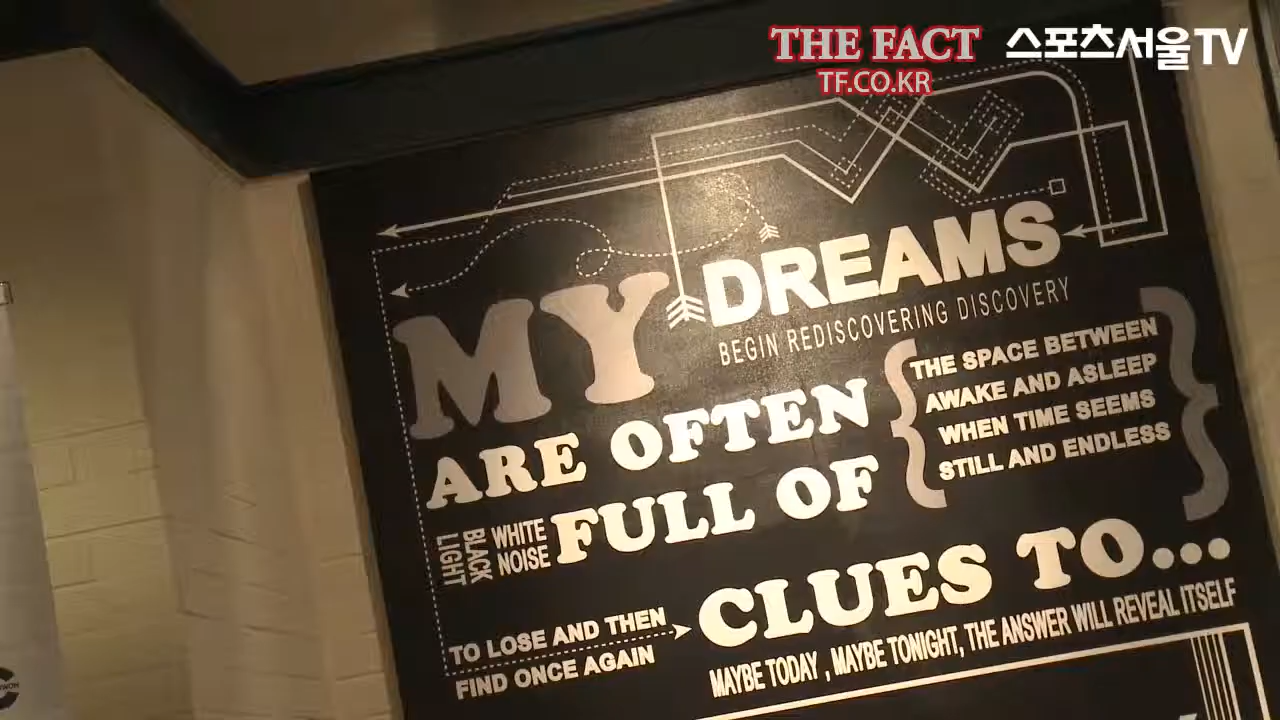 THE FACT
TF.CO.KR
스포츠서울TV
MY DREAMS
BEGIN REDISCOVERING DISCOVERY
ARE OFTEN
THE SPACE BETWEEN
AWAKE AND ASLEEP
WHEN TIME SEEMS
STILL AND ENDLESS
BLACK
LIGHT
WHITE
NOISE
FULL OF
CLUES TO...
TO LOSE AND THEN
FIND ONCE AGAIN
MAYBE TODAY , MAYBE TONIGHT, THE ANSWER WILL REVEAL ITSELF